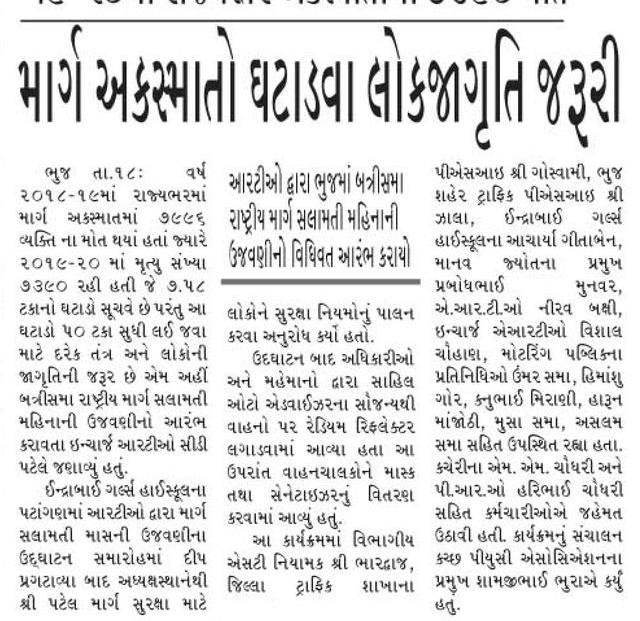 માર્ગ અકસ્માતો ઘટાડવા લોકજાગૃતિ જરૂરી
ભુજ તા.૧૮ઃ વર્ષ
૨૦૧૮-૧૯માં રાજ્યભરમાં
માર્ગ અકસ્માતમાં ૭૯૯૬
વ્યક્તિ ના મોત થયાં હતાં જ્યારે
૨૦૧૯-૨૦ માં મૃત્યુ સંખ્યા
૭૩૯૦ રહી હતી જે ૭.૫૮
ટકાનો ઘટાડો સૂચવે છે પરંતુ આ
ઘટાડો ૫૦ ટકા સુધી લઈ જવા
માટે દરેક તંત્ર અને લોકોની
જાગૃતિની જરૂર છે એમ અહીં
બત્રીસમા રાષ્ટ્રીય માર્ગ સલામતી
મહિનાની ઉજવણીનો આરંભ
કરાવતા ઇન્ચાર્જ આરટીઓ સીડી
પટેલે જણાવ્યું હતું.
ઈન્દ્રાબાઈ ગર્લ્સ હાઈસ્કૂલના
પટાંગણમાં આરટીઓ દ્વારા માર્ગ
સલામતી માસની ઉજવણીના
ઉદ્ઘાટન સમારોહમાં દીપ
પ્રગટાવ્યા બાદ અધ્યક્ષસ્થાનેથી
શ્રી પટેલ માર્ગ સુરક્ષા માટે
આરટીઓ દ્વારા ભુજમાં બત્રીસમા
રાષ્ટ્રીય માર્ગ સલામતી મહિનાની
ઉજવણીનો વિધિવત આરંભ કરાયો
લોકોને સુરક્ષા નિયમોનું પાલન
કરવા અનુરોધ કર્યો હતો.
ઉદઘાટન બાદ અધિકારીઓ
અને મહેમાનો દ્વારા સાહિલ
ઓટો એડવાઈઝરના સૌજન્યથી
વાહનો પર રેડિયમ રિફ્લેક્ટર
લગાડવામાં આવ્યા હતા આ
ઉપરાંત વાહનચાલકોને માસ્ક
તથા સેનેટાઇઝરનું વિતરણ
કરવામાં આવ્યું હતું.
આ કાર્યક્રમમાં વિભાગીય
એસટી નિયામક શ્રી ભારદ્વાજ,
જિલ્લા ટ્રાફિક શાખાના
પીએસઆઇ શ્રી ગોસ્વામી, ભુજ
શહેર ટ્રાફિક પીએસઆઇ શ્રી
ઝાલા, ઈન્દ્રાબાઈ ગર્લ્સ
હાઈસ્કૂલના આચાર્યા ગીતાબેન,
માનવ જ્યોતના પ્રમુખ
પ્રબોધભાઈ મુનવર,
એ.આર.ટી.ઓ નીરવ બક્ષી,
ઇન્ચાર્જ એઆરટીઓ વિશાલ
ચૌહાણ, મોટરિંગ પબ્લિકના
પ્રતિનિધિઓ ઉંમર સમા, હિમાંશુ
ગોર, કનુભાઈ મિરાણી, હારૂન
માંજોઠી, મુસા સમા, અસલમ
સમા સહિત ઉપસ્થિત રહ્યા હતા.
કચેરીના એમ. એમ. ચૌધરી અને
પી.આર.ઓ હરિભાઈ ચૌધરી
સહિત કર્મચારીઓએ જહેમત
ઉઠાવી હતી. કાર્યક્રમનું સંચાલન
કચ્છ પીયુસી એસોસિએશનના
પ્રમુખ શામજીભાઈ ભુરાએ કર્યું
હતુ.